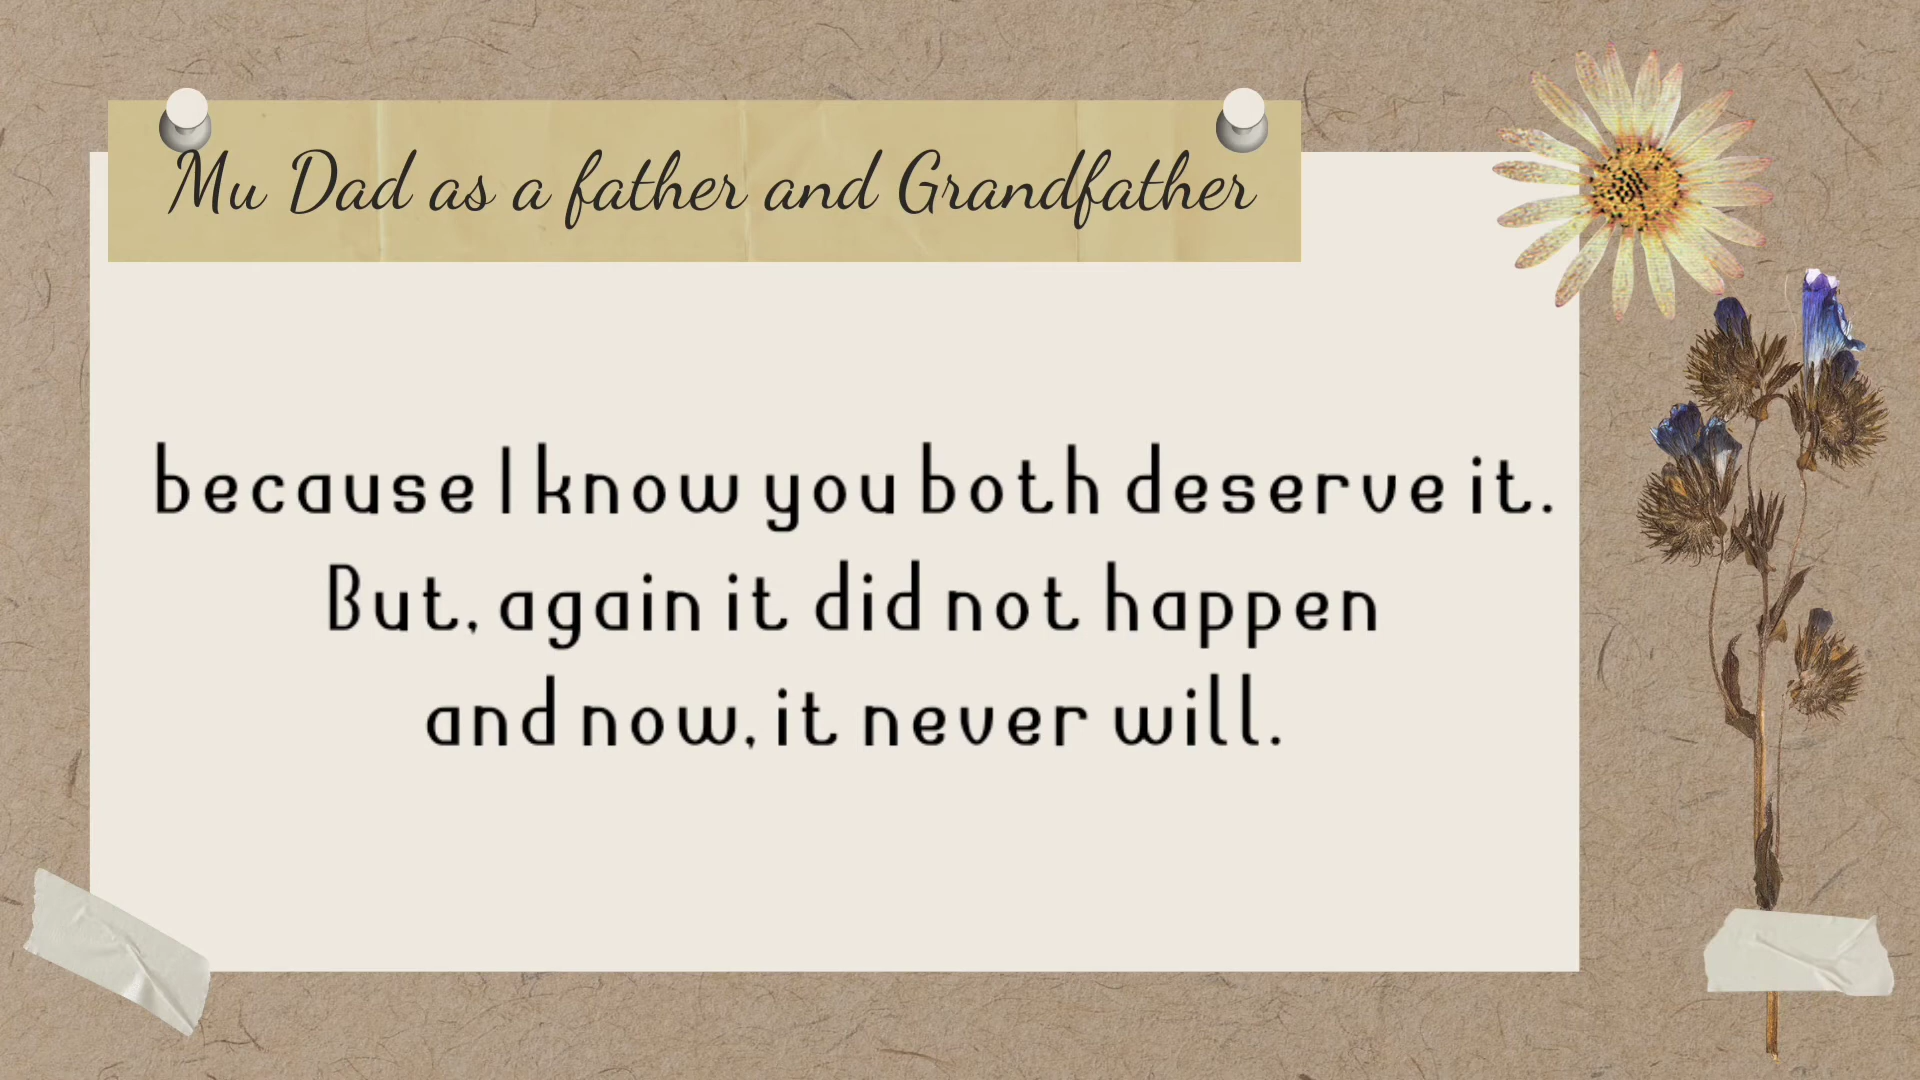 Mu Dad as a father and Grandfather
because I know you both deserve it.
But, again it did not happen
and now, it never will.